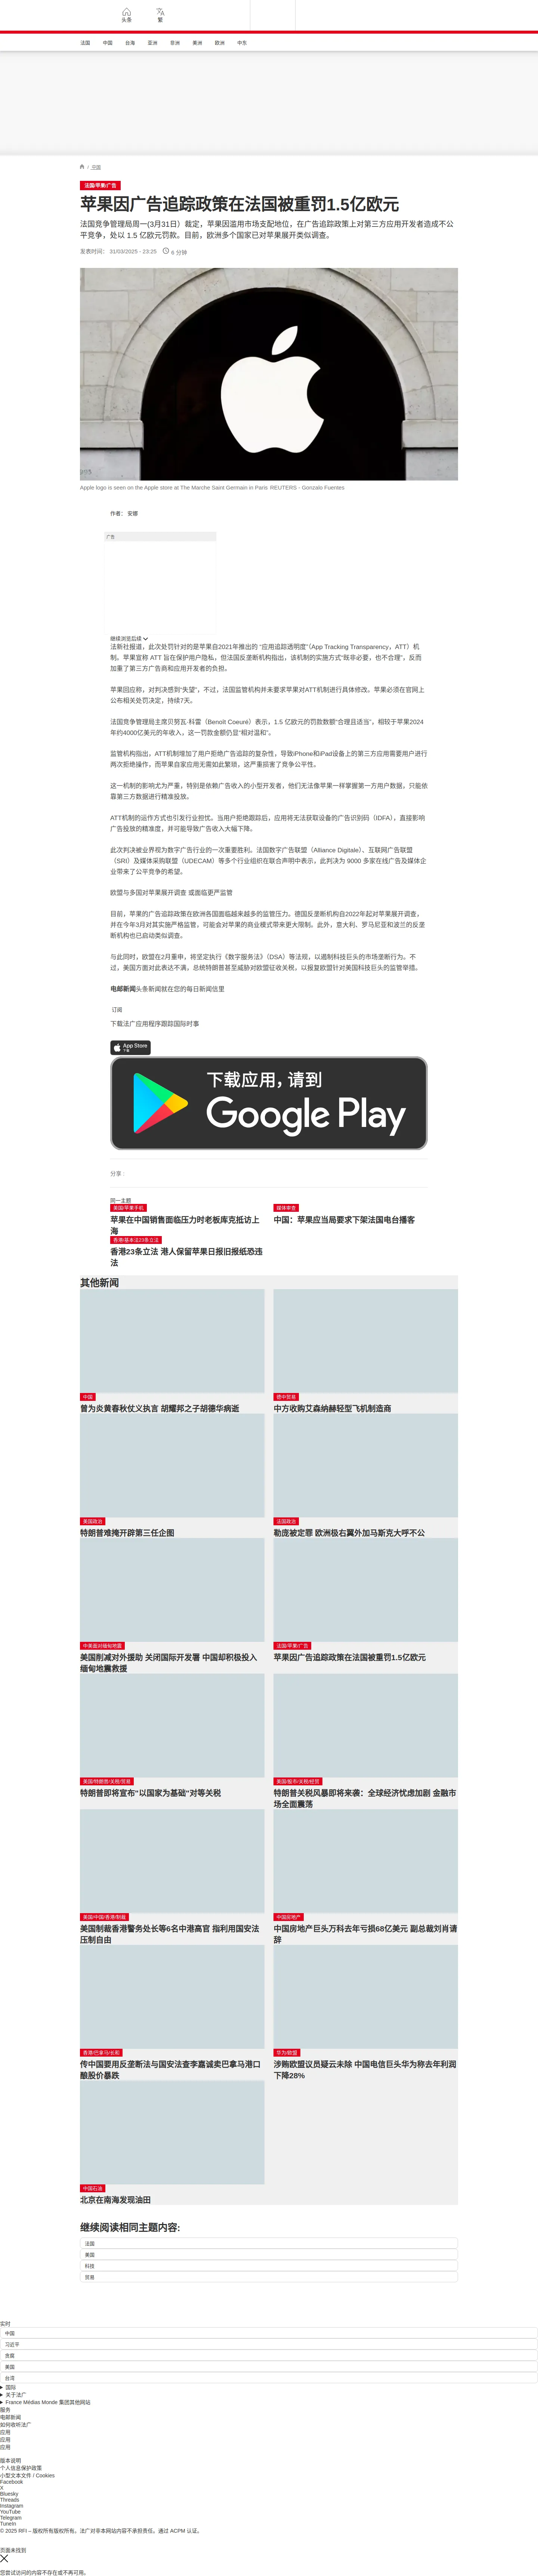 头条
繁
法国
中国
台海
亚洲
非洲
美洲
欧洲
中东
/ 法国
法国/苹果/广告
苹果因广告追踪政策在法国被重罚1.5亿欧元
法国竞争管理局周一(3月31日）裁定，苹果因滥用市场支配地位，在广告追踪政策上对第三方应用开发者造成不公
平竞争，处以 1.5 亿欧元罚款。目前，欧洲多个国家已对苹果展开类似调查。
发表时间： 31/03/2025 - 23:25
6 分钟
Apple logo is seen on the Apple store at The Marche Saint Germain in Paris REUTERS - Gonzalo Fuentes
作者： 安娜
广告
继续浏览后续
法新社报道，此次处罚针对的是苹果自2021年推出的 “应用追踪透明度”（App Tracking Transparency，ATT）机
制。苹果宣称 ATT 旨在保护用户隐私，但法国反垄断机构指出，该机制的实施方式“既非必要，也不合理”，反而
加重了第三方广告商和应用开发者的负担。
苹果回应称，对判决感到“失望”，不过，法国监管机构并未要求苹果对ATT机制进行具体修改。苹果必须在官网上
公布相关处罚决定，持续7天。
法国竞争管理局主席贝努瓦·科雷（Benoît Coeuré）表示，1.5 亿欧元的罚款数额“合理且适当”，相较于苹果2024
年约4000亿美元的年收入，这一罚款金额仍显“相对温和”。
监管机构指出，ATT机制增加了用户拒绝广告追踪的复杂性，导致iPhone和iPad设备上的第三方应用需要用户进行
两次拒绝操作，而苹果自家应用无需如此繁琐，这严重损害了竞争公平性。
这一机制的影响尤为严重，特别是依赖广告收入的小型开发者，他们无法像苹果一样掌握第一方用户数据，只能依
靠第三方数据进行精准投放。
ATT机制的运作方式也引发行业担忧。当用户拒绝跟踪后，应用将无法获取设备的广告识别码（IDFA），直接影响
广告投放的精准度，并可能导致广告收入大幅下降。
此次判决被业界视为数字广告行业的一次重要胜利。法国数字广告联盟（Alliance Digitale）、互联网广告联盟
（SRI）及媒体采购联盟（UDECAM）等多个行业组织在联合声明中表示，此判决为 9000 多家在线广告及媒体企
业带来了公平竞争的希望。
欧盟与多国对苹果展开调查 或面临更严监管
目前，苹果的广告追踪政策在欧洲各国面临越来越多的监管压力。德国反垄断机构自2022年起对苹果展开调查，
并在今年3月对其实施严格监管，可能会对苹果的商业模式带来更大限制。此外，意大利、罗马尼亚和波兰的反垄
断机构也已启动类似调查。
与此同时，欧盟在2月重申，将坚定执行《数字服务法》（DSA）等法规，以遏制科技巨头的市场垄断行为。不
过，美国方面对此表达不满，总统特朗普甚至威胁对欧盟征收关税，以报复欧盟针对美国科技巨头的监管举措。
电邮新闻头条新闻就在您的每日新闻信里
订阅
下载法广应用程序跟踪国际时事
App Store
下载
下载应用，请到
Google Play
分享 :
同一主题
美国/苹果手机
苹果在中国销售面临压力时老板库克抵访上
海
媒体审查
中国：苹果应当局要求下架法国电台播客
香港/基本法23条立法
香港23条立法 港人保留苹果日报旧报纸恐违
法
其他新闻
中国
曾为炎黄春秋仗义执言 胡耀邦之子胡德华病逝
德中贸易
中方收购艾森纳赫轻型飞机制造商
美国政治
特朗普难掩开辟第三任企图
法国政治
勒庞被定罪 欧洲极右翼外加马斯克大呼不公
中美面对缅甸地震
美国削减对外援助 关闭国际开发署 中国却积极投入
缅甸地震救援
法国/苹果/广告
苹果因广告追踪政策在法国被重罚1.5亿欧元
美国/特朗普/关税/贸易
特朗普即将宣布“以国家为基础”对等关税
美国/股市/关税/经贸
特朗普关税风暴即将来袭：全球经济忧虑加剧 金融市
场全面震荡
美国/中国/香港/制裁
美国制裁香港警务处长等6名中港高官 指利用国安法
压制自由
中国房地产
中国房地产巨头万科去年亏损68亿美元 副总裁刘肖请
辞
香港/巴拿马/长和
传中国要用反垄断法与国安法查李嘉诚卖巴拿马港口
酿股价暴跌
华为/欧盟
涉贿欧盟议员疑云未除 中国电信巨头华为称去年利润
下降28%
中国石油
北京在南海发现油田
继续阅读相同主题内容:
法国
美国
科技
贸易
实时
中国
习近平
贪腐
美国
台湾
国际
关于法广
France Médias Monde 集团其他网站
服务
电邮新闻
如何收听法广
应用
应用
应用
版本说明
个人信息保护政策
小型文本文件 / Cookies
Facebook
X
Bluesky
Threads
Instagram
YouTube
Telegram
TuneIn
© 2025 RFI – 版权所有版权所有。法广对非本网站内容不承担责任。通过 ACPM 认证。
页面未找到
您尝试访问的内容不存在或不再可用。